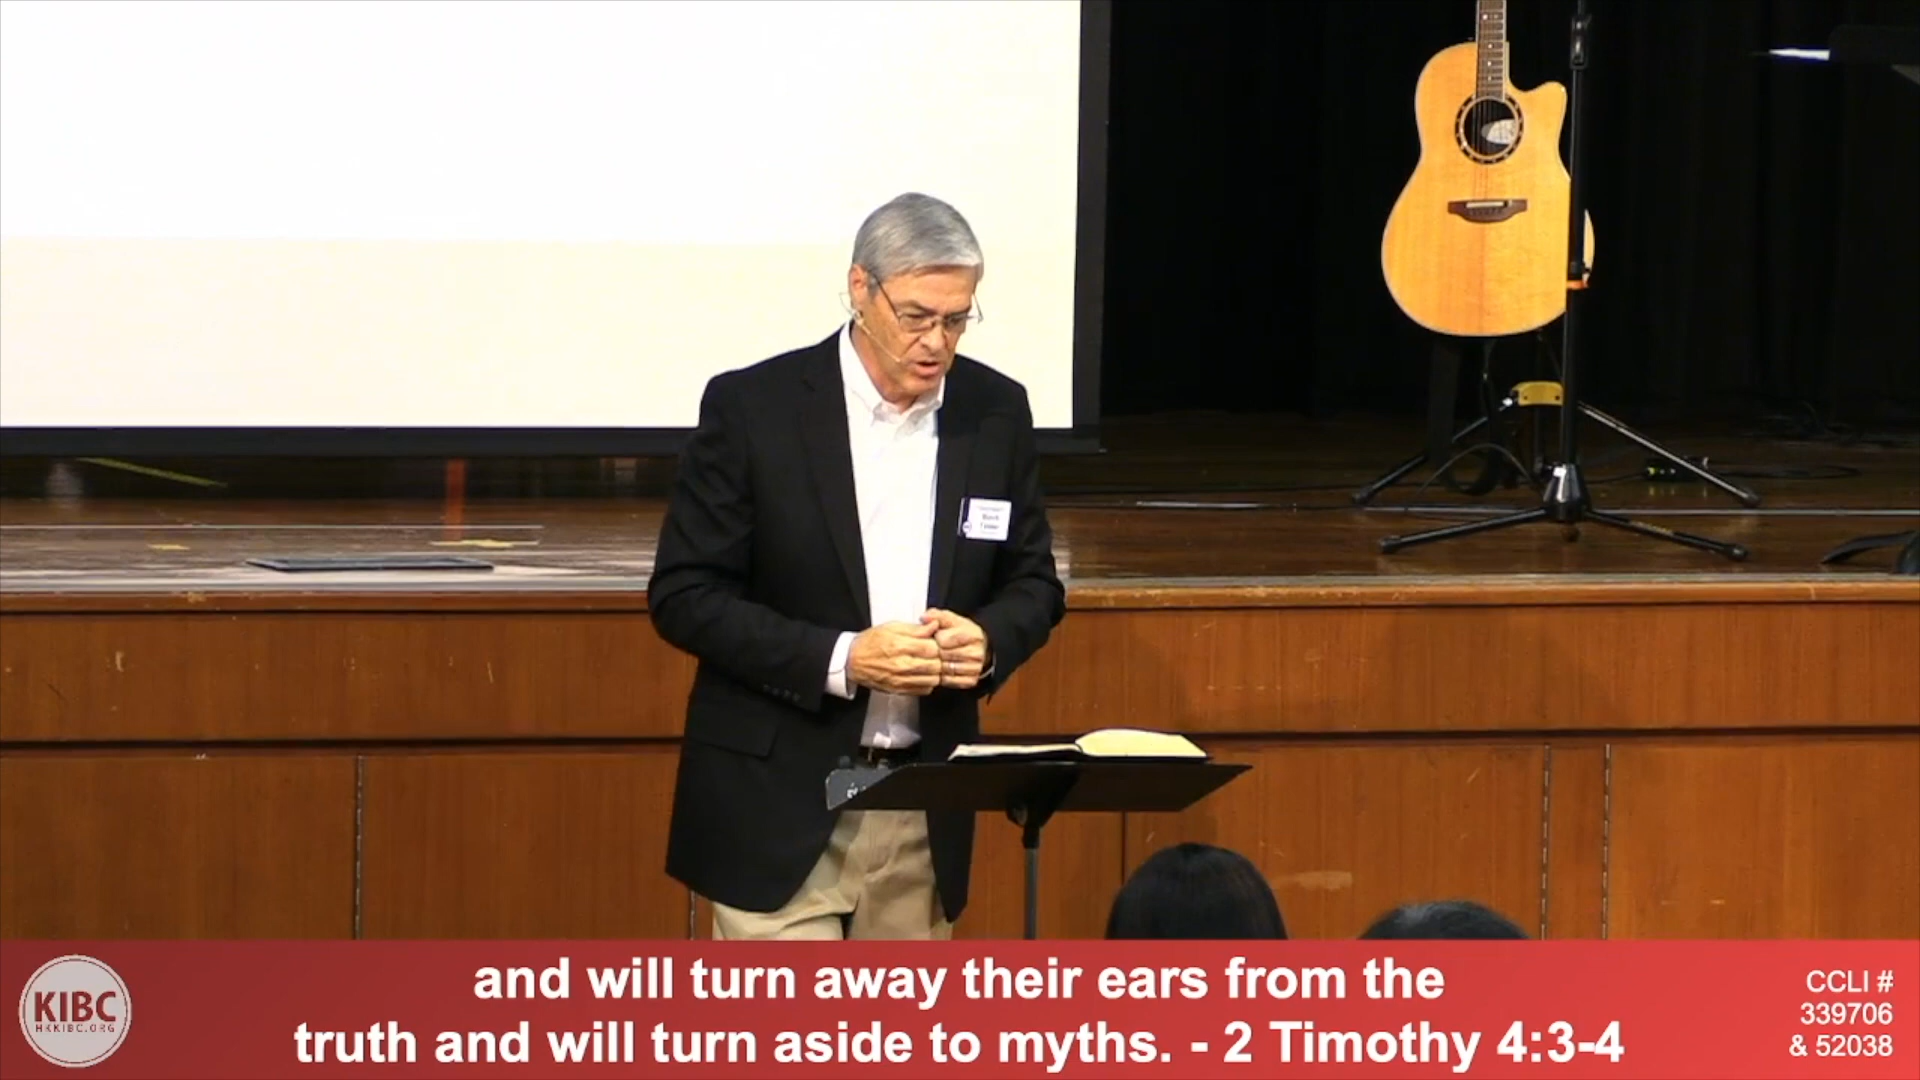 and will turn away their ears from the
truth and will turn aside to myths. - 2 Timothy 4:3-4
KIBC
HKKIBC.ORG
CCLI #
339706
& 52038